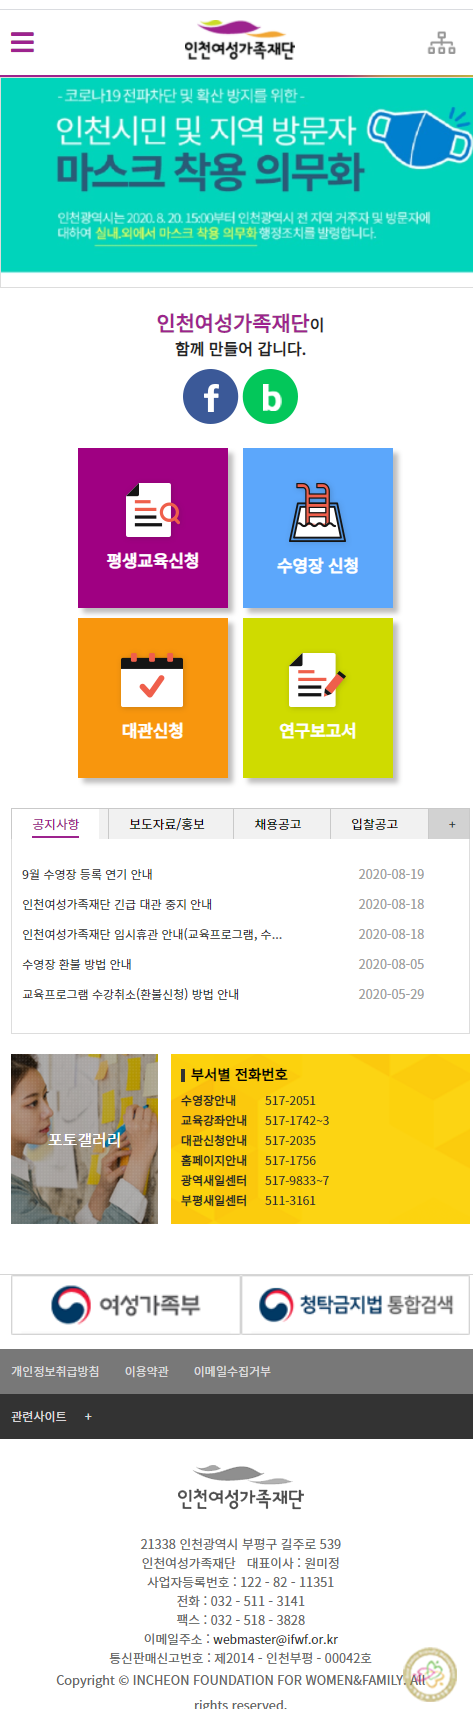 인천여성가족재단
- 코로나19 전파차단 및 확산 방지를 위한 -
인천시민 및 지역 방문자
마스크 착용 의무화
인천광역시는 2020. 8. 20. 15:00부터 인천광역시 전 지역 거주자 및 방문자에
대하여 실내.외에서 마스크 착용 의무화 행정조치를 발령합니다.
인천여성가족재단이
함께 만들어 갑니다.
f b
평생교육신청 수영장 신청
대관신청 연구보고서
공지사항 보도자료/홍보 채용공고 입찰공고 +
9월 수영장 등록 연기 안내 2020-08-19
인천여성가족재단 긴급 대관 중지 안내 2020-08-18
인천여성가족재단 임시휴관 안내(교육프로그램, 수... 2020-08-18
수영장 환불 방법 안내 2020-08-05
교육프로그램 수강취소(환불신청) 방법 안내 2020-05-29
포토갤러리
부서별 전화번호
수영장안내 517-2051
교육강좌안내 517-1742~3
대관신청안내 517-2035
홈페이지안내 517-1756
광역새일센터 517-9833~7
부평새일센터 511-3161
여성가족부 청탁금지법 통합검색
개인정보취급방침 이용약관 이메일수집거부
관련사이트 +
인천여성가족재단
21338 인천광역시 부평구 길주로 539
인천여성가족재단 대표이사 : 원미정
사업자등록번호 : 122 - 82 - 11351
전화 : 032 - 511 - 3141
팩스 : 032 - 518 - 3828
이메일주소 : webmaster@ifwf.or.kr
통신판매신고번호 : 제2014 - 인천부평 - 00042호
Copyright © INCHEON FOUNDATION FOR WOMEN&FAMILY. All
rights reserved.